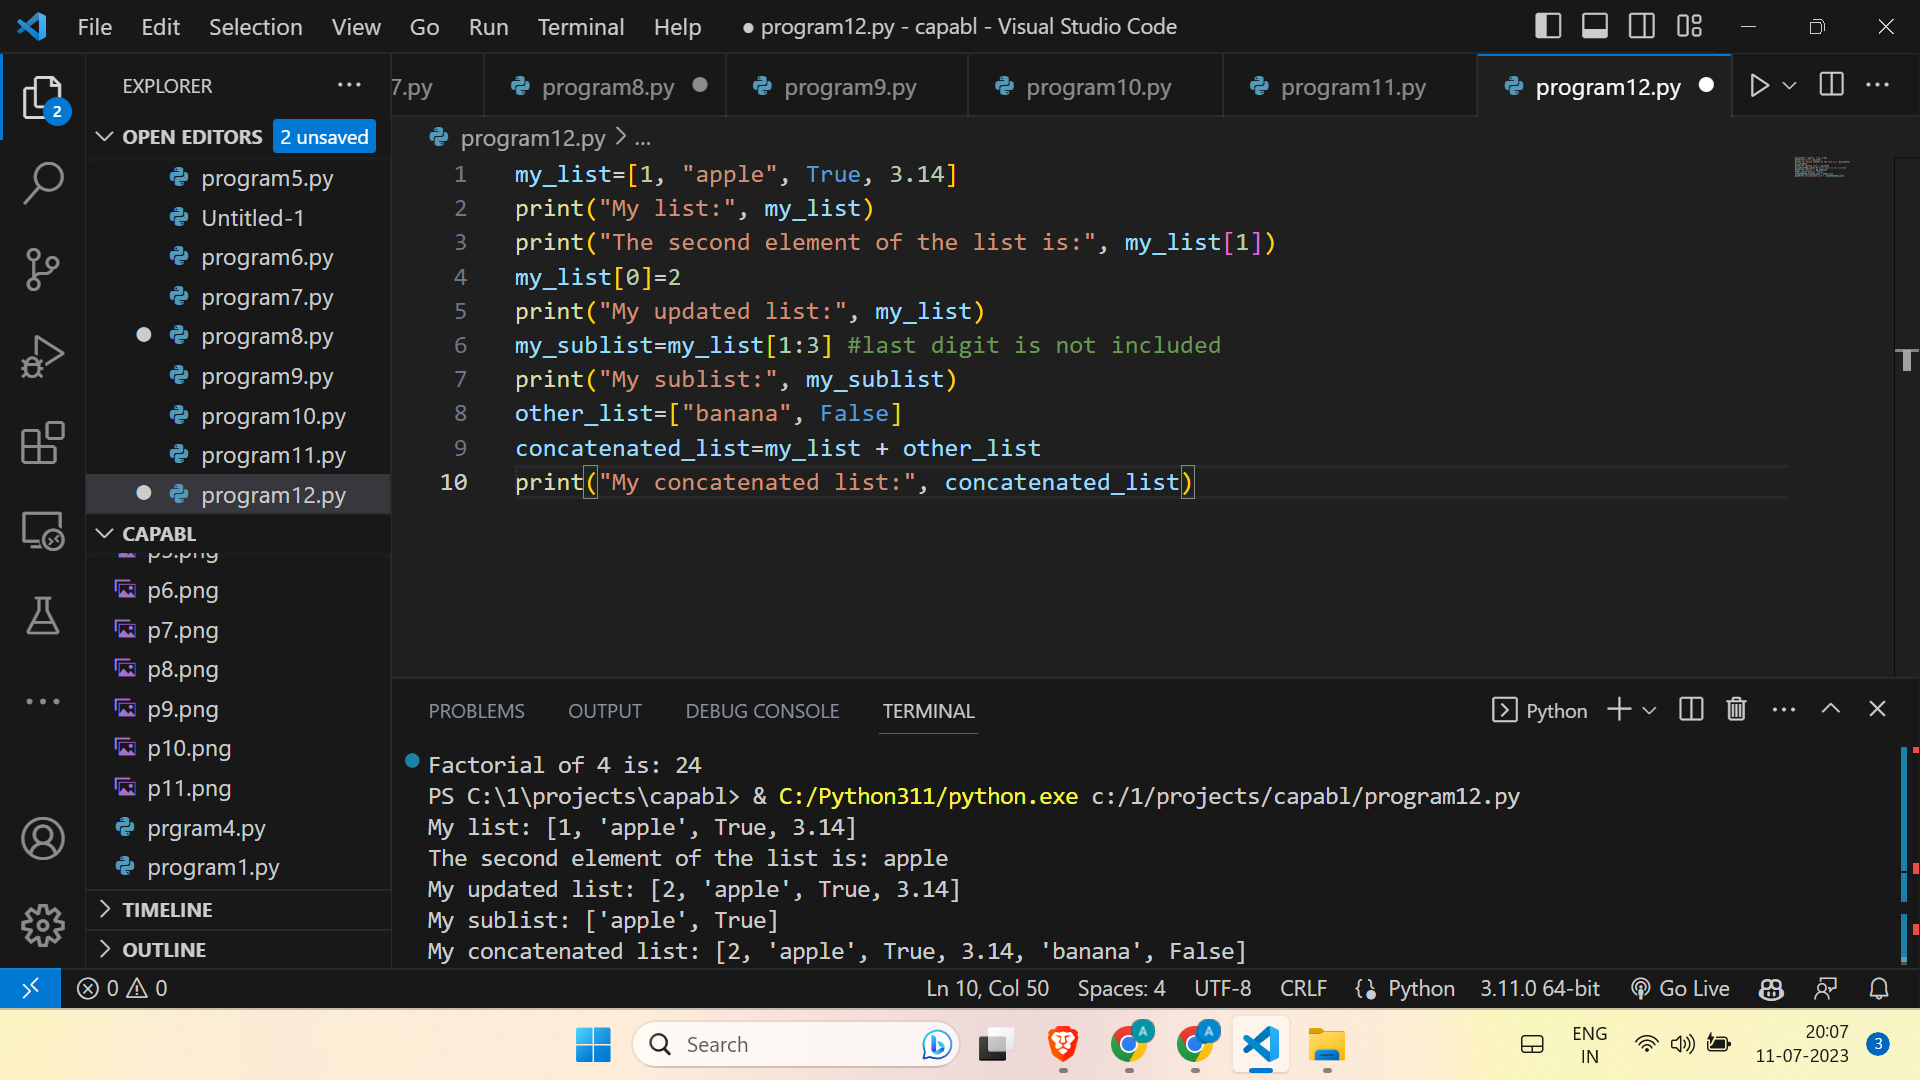 File Edit Selection View Go Run Terminal Help ● program12.py - capabl - Visual Studio Code
EXPLORER ···
7.py program8.py program9.py program10.py program11.py program12.py
OPEN EDITORS 2 unsaved
2
program12.py > ...
program5.py
Untitled-1
program6.py
program7.py
program8.py
program9.py
program10.py
program11.py
program12.py
CAPABL
p5.png
p6.png
p7.png
p8.png
p9.png
p10.png
p11.png
prgram4.py
program1.py
TIMELINE
OUTLINE
1 my_list=[1, "apple", True, 3.14]
2 print("My list:", my_list)
3 print("The second element of the list is:", my_list[1])
4 my_list[0]=2
5 print("My updated list:", my_list)
6 my_sublist=my_list[1:3] #last digit is not included
7 print("My sublist:", my_sublist)
8 other_list=["banana", False]
9 concatenated_list=my_list + other_list
10 print("My concatenated list:", concatenated_list)
PROBLEMS OUTPUT DEBUG CONSOLE TERMINAL Python
Factorial of 4 is: 24
PS C:\1\projects\capabl> & C:/Python311/python.exe c:/1/projects/capabl/program12.py
My list: [1, 'apple', True, 3.14]
The second element of the list is: apple
My updated list: [2, 'apple', True, 3.14]
My sublist: ['apple', True]
My concatenated list: [2, 'apple', True, 3.14, 'banana', False]
0 0 Ln 10, Col 50 Spaces: 4 UTF-8 CRLF Python 3.11.0 64-bit Go Live
Search A A ENG 20:07
IN 11-07-2023 3